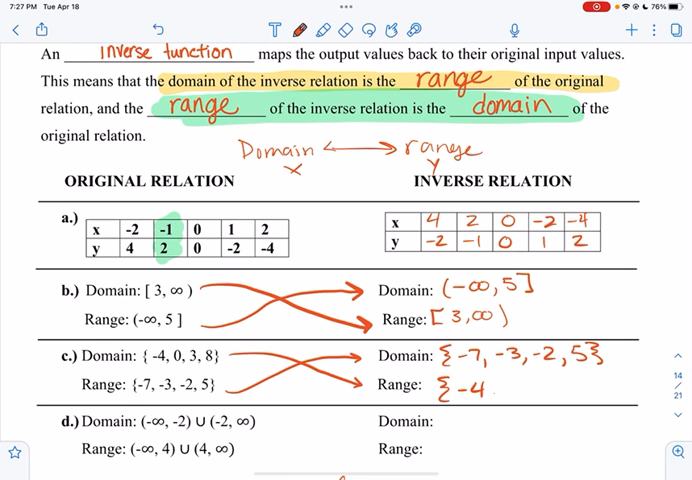 7:27 PM Tue Apr 18
76%
An inverse function maps the output values back to their original input values.
This means that the domain of the inverse relation is the range of the original
relation, and the range of the inverse relation is the domain of the
original relation.
Domain ⟷ range
x y
ORIGINAL RELATION INVERSE RELATION
a.) x -2 -1 0 1 2
y 4 2 0 -2 -4
x 4 2 0 -2 -4
y -2 -1 0 1 2
b.) Domain: [ 3, ∞ ) Domain: (-∞, 5]
Range: (-∞, 5 ] Range: [3, ∞)
c.) Domain: { -4, 0, 3, 8} Domain: {-7, -3, -2, 5}
Range: {-7, -3, -2, 5} Range: {-4
d.) Domain: (-∞, -2) ∪ (-2, ∞) Domain:
Range: (-∞, 4) ∪ (4, ∞) Range:
14
/
21